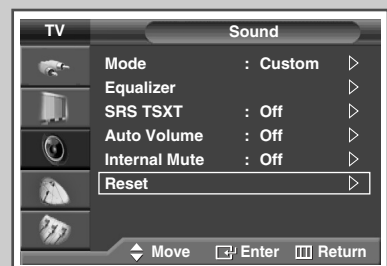 TV Sound
Mode : Custom
Equalizer
SRS TSXT : Off
Auto Volume : Off
Internal Mute : Off
Reset
Move Enter Return